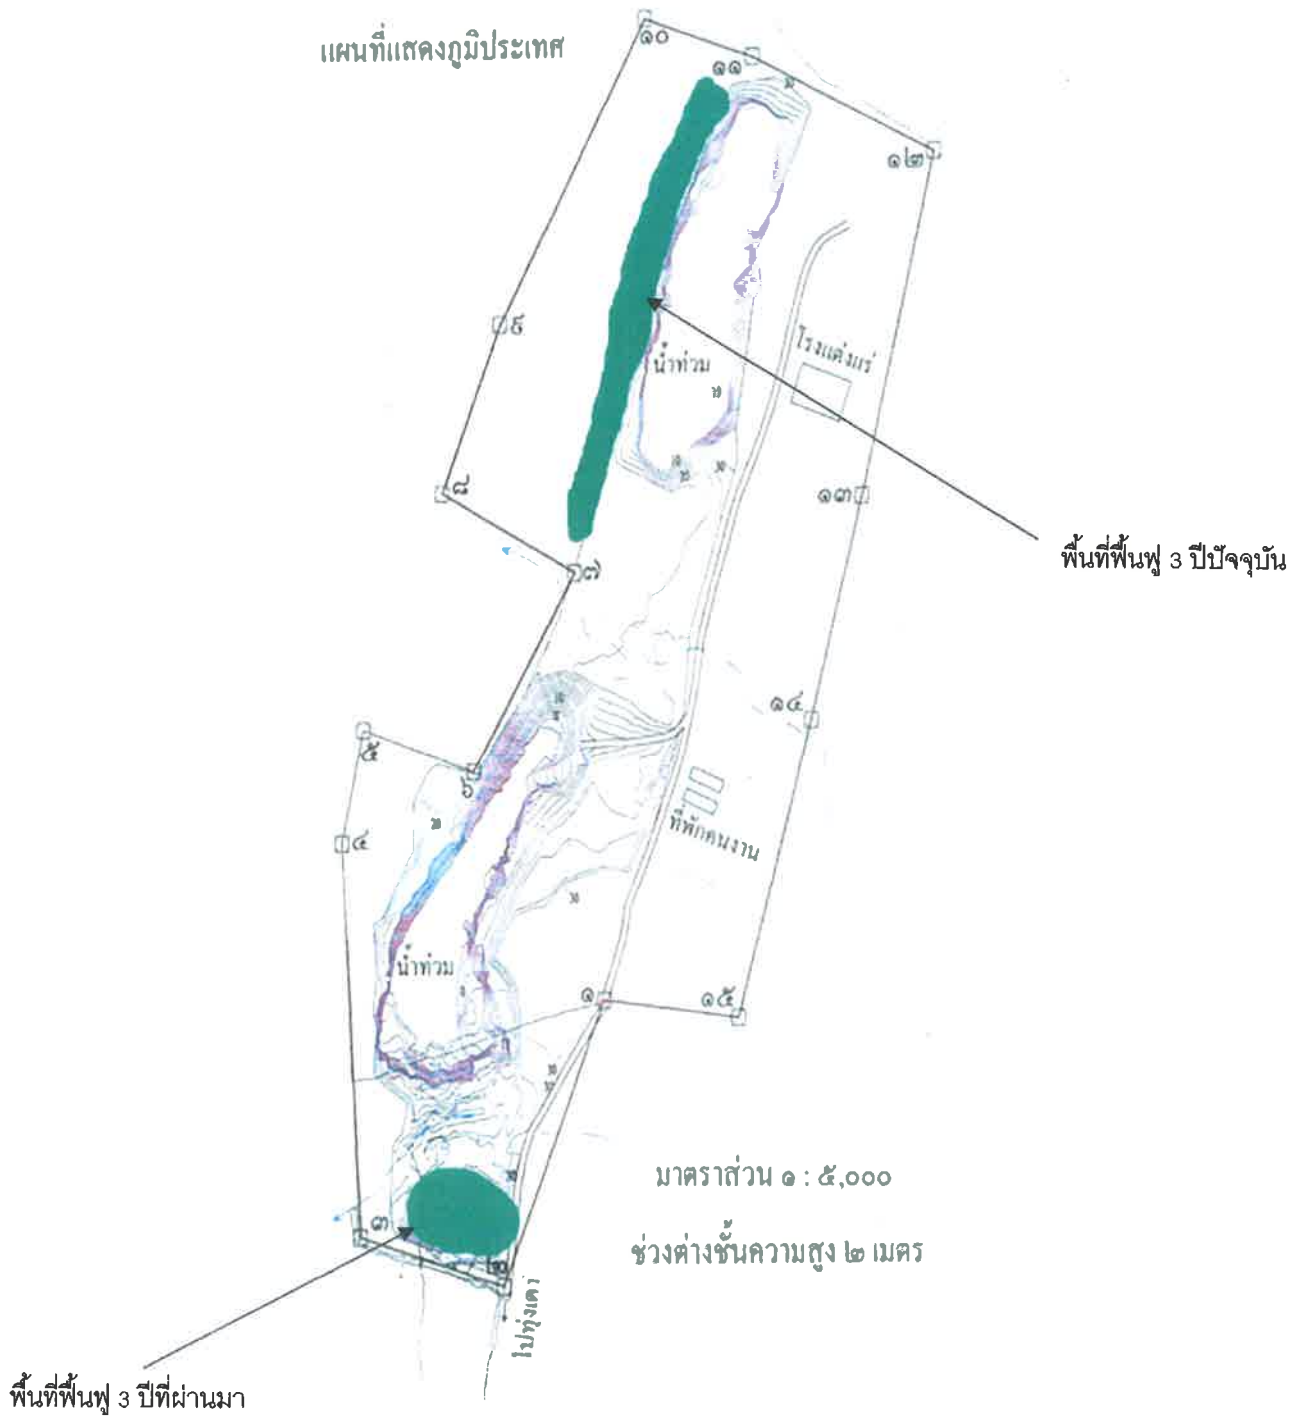 แผนที่แสดงภูมิประเทศ
๑๐
๑๑
๑๒
๙
โรงแต่งแร่
น้ำท่วม
๘
๑๓
พื้นที่ฟื้นฟู 3 ปีปัจจุบัน
๗
๑๔
๕
๖
ที่พักคนงาน
๔
น้ำท่วม
๑
๑๕
มาตราส่วน ๑ : ๕,๐๐๐
๓
ช่วงต่างชั้นความสูง ๒ เมตร
พื้นที่ฟื้นฟู 3 ปีที่ผ่านมา